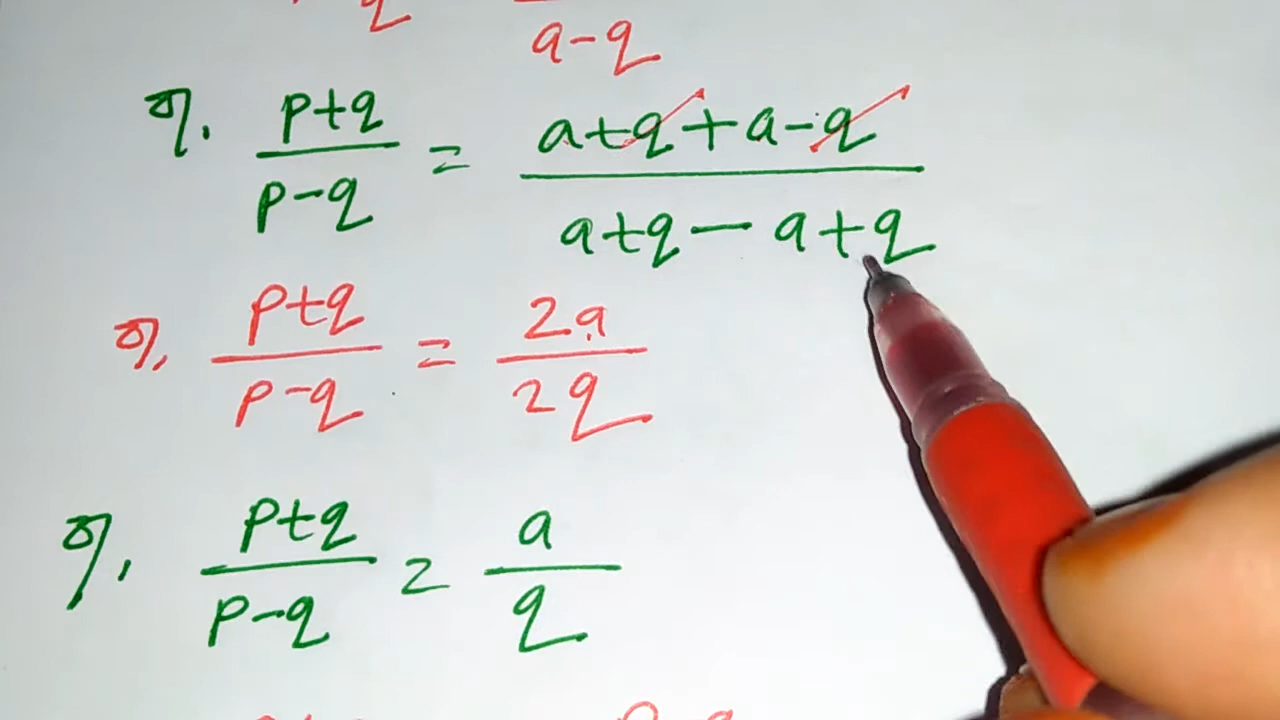 q a-q
বা, p+q / p-q = a+q+a-q / a+q-a+q
বা, p+q / p-q = 2a / 2q
বা, p+q / p-q = a / q